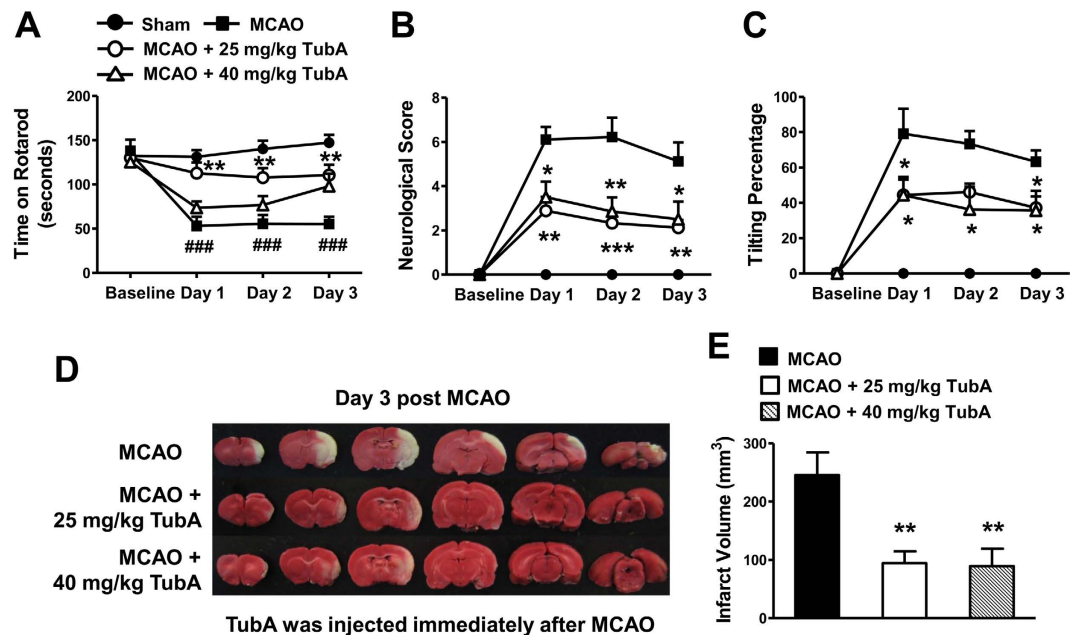 A
Sham MCAO
MCAO + 25 mg/kg TubA
MCAO + 40 mg/kg TubA
Time on Rotarod
(seconds)
200
150
100
50
0
** ** **
### ### ###
Baseline Day 1 Day 2 Day 3
B
Neurological Score
8
6
4
2
0
* ** *
** *** **
Baseline Day 1 Day 2 Day 3
C
Tilting Percentage
100
80
60
40
20
0
* *
* * *
Baseline Day 1 Day 2 Day 3
D
Day 3 post MCAO
MCAO
MCAO +
25 mg/kg TubA
MCAO +
40 mg/kg TubA
TubA was injected immediately after MCAO
E
MCAO
MCAO + 25 mg/kg TubA
MCAO + 40 mg/kg TubA
Infarct Volume (mm³)
300
200
100
0
** **